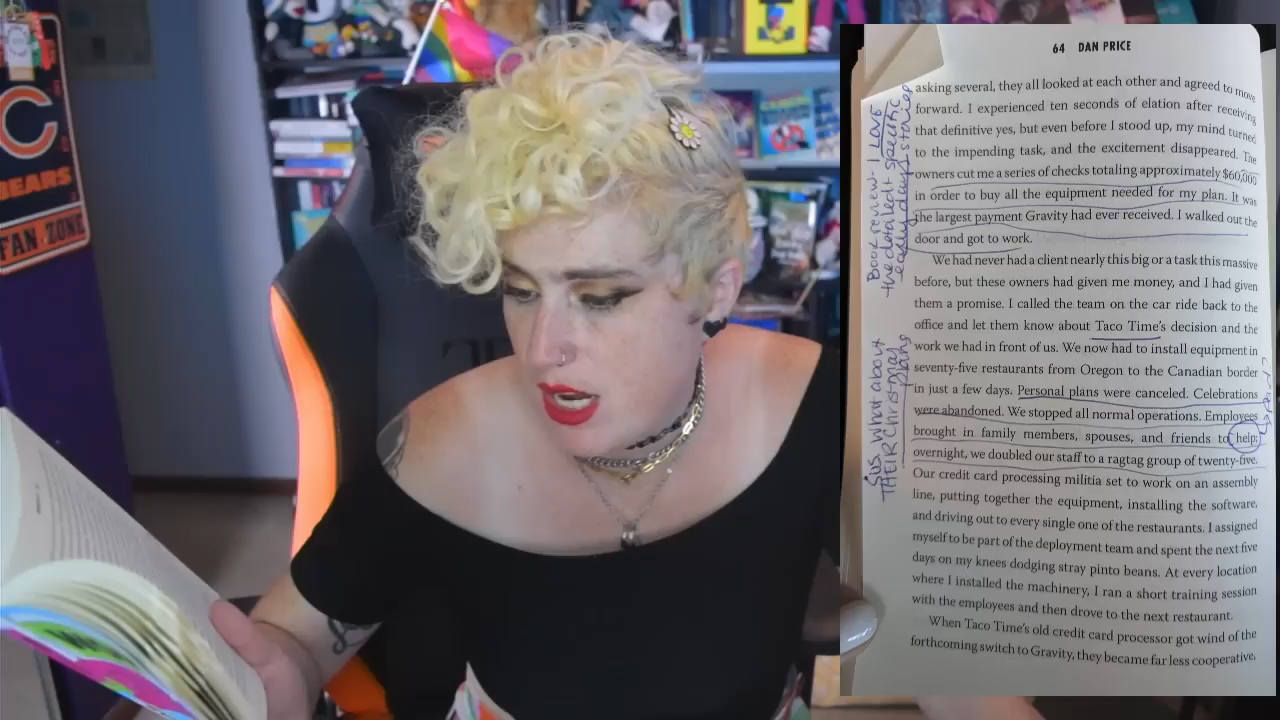 BEARS
FAN ZONE
64 DAN PRICE
asking several, they all looked at each other and agreed to move
forward. I experienced ten seconds of elation after receiving
that definitive yes, but even before I stood up, my mind turned
to the impending task, and the excitement disappeared. The
owners cut me a series of checks totaling approximately $60,000
in order to buy all the equipment needed for my plan. It was
the largest payment Gravity had ever received. I walked out the
door and got to work.
We had never had a client nearly this big or a task this massive
before, but these owners had given me money, and I had given
them a promise. I called the team on the car ride back to the
office and let them know about Taco Time's decision and the
work we had in front of us. We now had to install equipment in
seventy-five restaurants from Oregon to the Canadian border
in just a few days. Personal plans were canceled. Celebrations
were abandoned. We stopped all normal operations. Employees
brought in family members, spouses, and friends to help;
overnight, we doubled our staff to a ragtag group of twenty-five.
Our credit card processing militia set to work on an assembly
line, putting together the equipment, installing the software,
and driving out to every single one of the restaurants. I assigned
myself to be part of the deployment team and spent the next five
days on my knees dodging stray pinto beans. At every location
where I installed the machinery, I ran a short training session
with the employees and then drove to the next restaurant.
When Taco Time's old credit card processor got wind of the
forthcoming switch to Gravity, they became far less cooperative,
Book review- I LOVE
the detailed specific
early days stories
Sus. What about
THEIR Christmas
plans